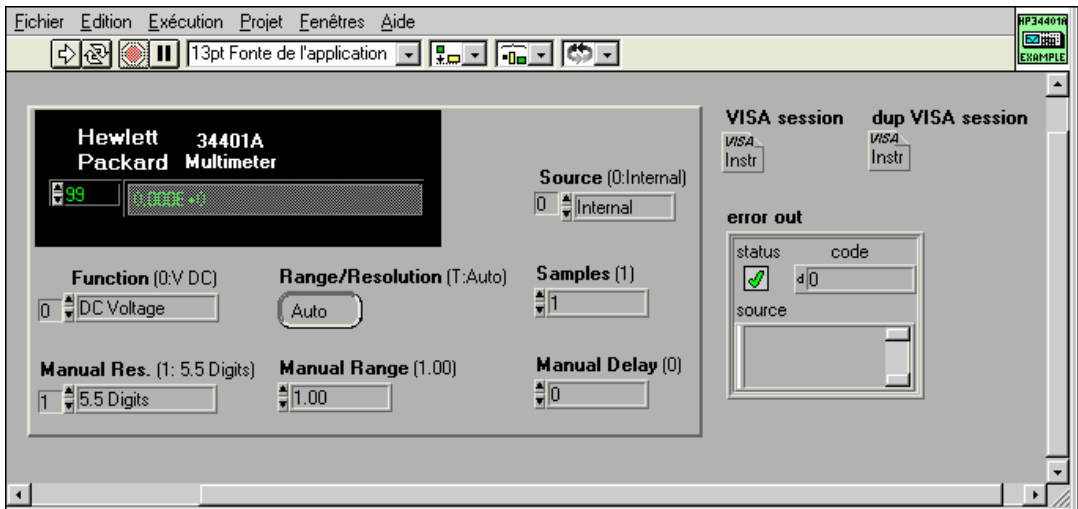 Fichier Edition Exécution Projet Fenêtres Aide
13pt Fonte de l'application
HP34401A
EXAMPLE
Hewlett 34401A
Packard Multimeter
99 0.000E+0
Source (0:Internal)
0 Internal
VISA session dup VISA session
VISA VISA
Instr Instr
error out
status code
d 0
source
Function (0:V DC) Range/Resolution (T:Auto) Samples (1)
0 DC Voltage Auto 1
Manual Res. (1: 5.5 Digits) Manual Range (1.00) Manual Delay (0)
1 5.5 Digits 1.00 0